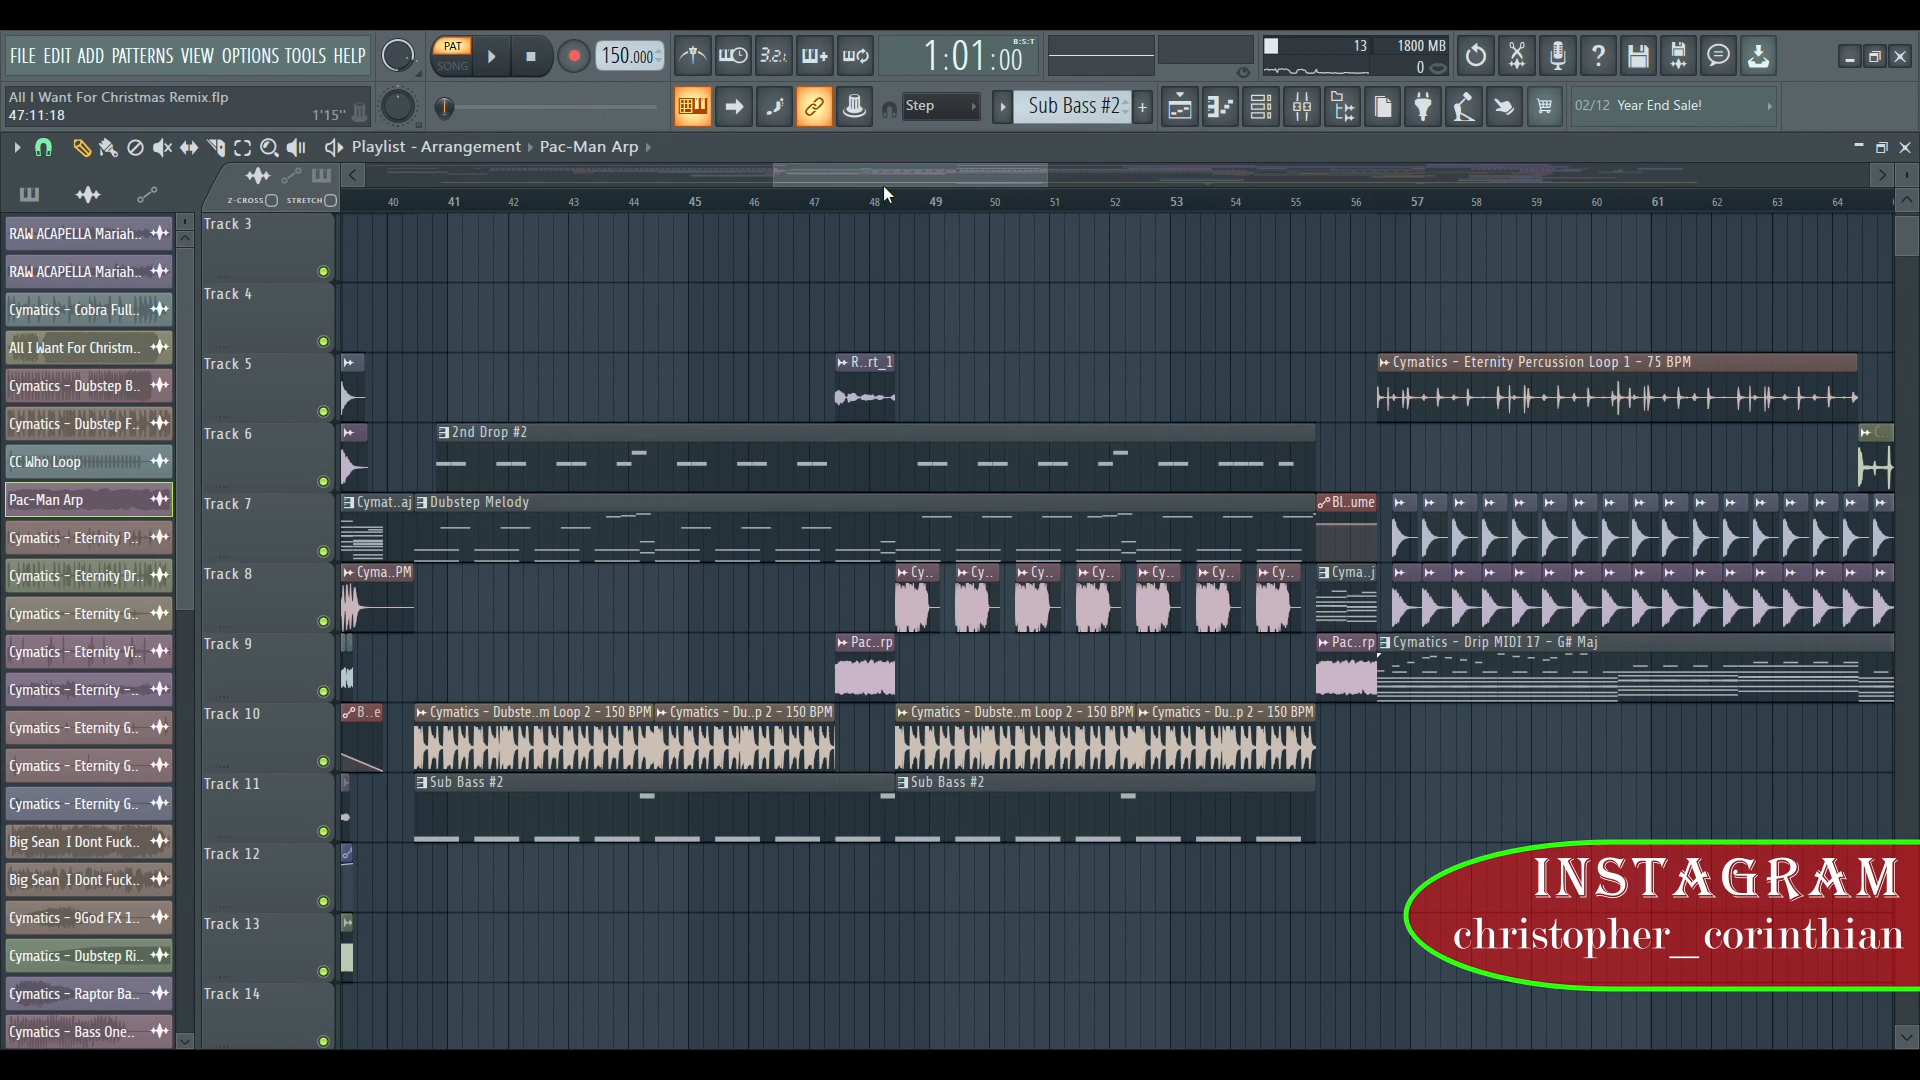 FILE EDIT ADD PATTERNS VIEW OPTIONS TOOLS HELP
PAT
SONG
150.000
3.2.
1:01:00
B:S:T
13
1800 MB
0
All I Want For Christmas Remix.flp
47:11:18
1'15"
Step
Sub Bass #2
02/12 Year End Sale!
Playlist - Arrangement › Pac-Man Arp ›
Z-CROSS
STRETCH
40 41 42 43 44 45 46 47 48 49 50 51 52 53 54 55 56 57 58 59 60 61 62 63 64
RAW ACAPELLA Mariah..
RAW ACAPELLA Mariah..
Cymatics - Cobra Full..
All I Want For Christm..
Cymatics - Dubstep B..
Cymatics - Dubstep F..
CC Who Loop
Pac-Man Arp
Cymatics - Eternity P..
Cymatics - Eternity Dr..
Cymatics - Eternity G..
Cymatics - Eternity Vi..
Cymatics - Eternity -..
Cymatics - Eternity G..
Cymatics - Eternity G..
Cymatics - Eternity G..
Big Sean I Dont Fuck..
Big Sean I Dont Fuck..
Cymatics - 9God FX 1..
Cymatics - Dubstep Ri..
Cymatics - Raptor Ba..
Cymatics - Bass One..
Track 3
Track 4
Track 5
R..rt_1
Cymatics - Eternity Percussion Loop 1 - 75 BPM
Track 6
2nd Drop #2
Track 7
Cymat..aj
Dubstep Melody
BL..ume
Track 8
Cyma..PM
Cy..
Cy..
Cy..
Cy..
Cy..
Cy..
Cy..
Cyma..j
Track 9
Pac..rp
Pac..rp
Cymatics - Drip MIDI 17 - G# Maj
Track 10
B..e
Cymatics - Dubste..m Loop 2 - 150 BPM
Cymatics - Du..p 2 - 150 BPM
Cymatics - Dubste..m Loop 2 - 150 BPM
Cymatics - Du..p 2 - 150 BPM
Track 11
Sub Bass #2
Sub Bass #2
Track 12
Track 13
Track 14
INSTAGRAM
christopher_corinthian